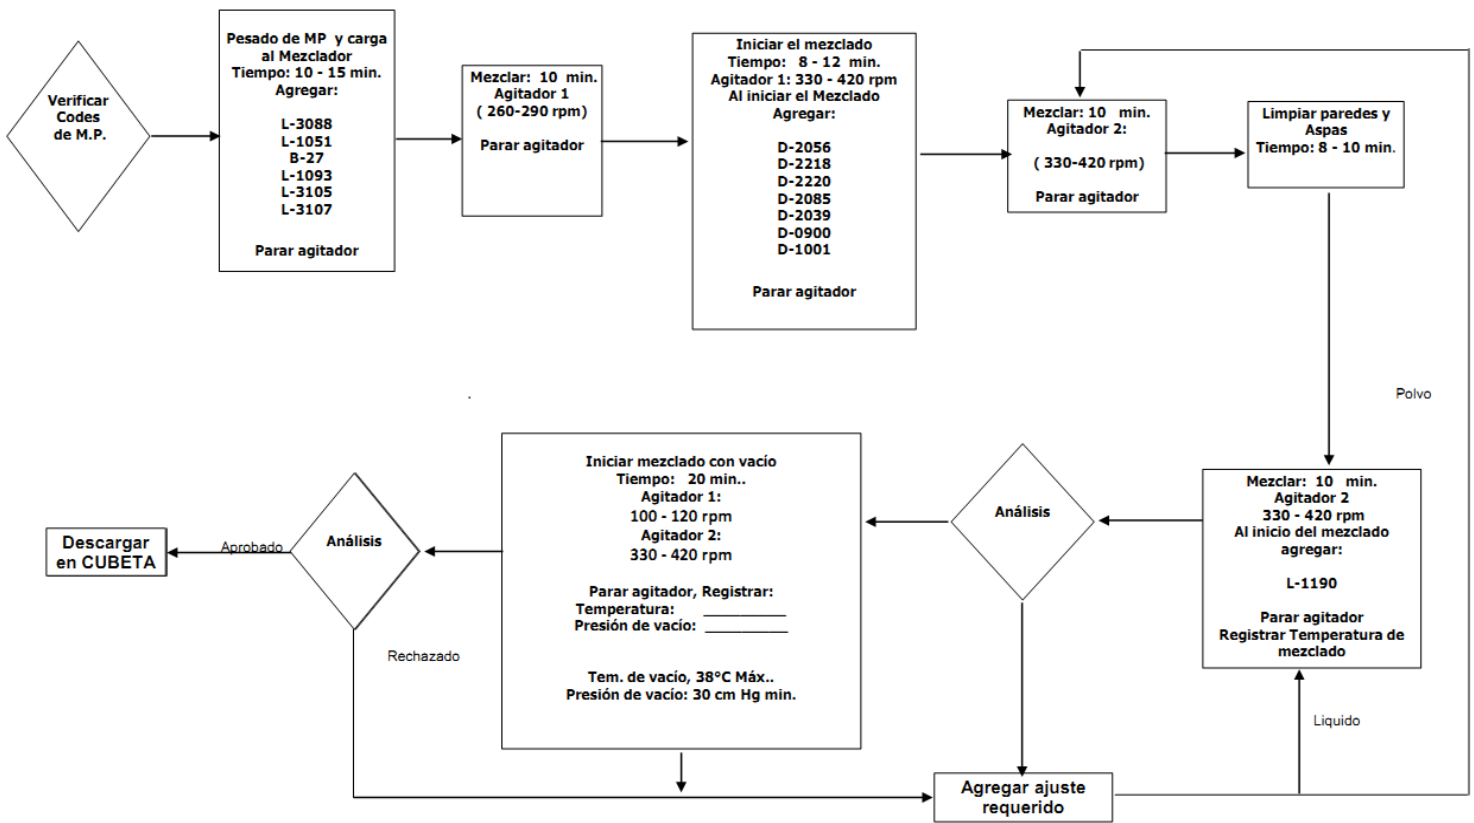 Verificar
Codes
de M.P.
Pesado de MP y carga
al Mezclador
Tiempo: 10 - 15 min.
Agregar:
L-3088
L-1051
B-27
L-1093
L-3105
L-3107
Parar agitador
Mezclar: 10 min.
Agitador 1
( 260-290 rpm)
Parar agitador
Iniciar el mezclado
Tiempo: 8 - 12 min.
Agitador 1: 330 - 420 rpm
Al iniciar el Mezclado
Agregar:
D-2056
D-2218
D-2220
D-2085
D-2039
D-0900
D-1001
Parar agitador
Mezclar: 10 min.
Agitador 2:
( 330-420 rpm)
Parar agitador
Limpiar paredes y
Aspas
Tiempo: 8 - 10 min.
Polvo
Mezclar: 10 min.
Agitador 2
330 - 420 rpm
Al inicio del mezclado
agregar:
L-1190
Parar agitador
Registrar Temperatura de
mezclado
Liquido
Análisis
Iniciar mezclado con vacío
Tiempo: 20 min..
Agitador 1:
100 - 120 rpm
Agitador 2:
330 - 420 rpm
Parar agitador, Registrar:
Temperatura: ___________
Presión de vacío: ___________
Tem. de vacío, 38°C Máx..
Presión de vacío: 30 cm Hg min.
Análisis
Aprobado
Rechazado
Descargar
en CUBETA
Agregar ajuste
requerido